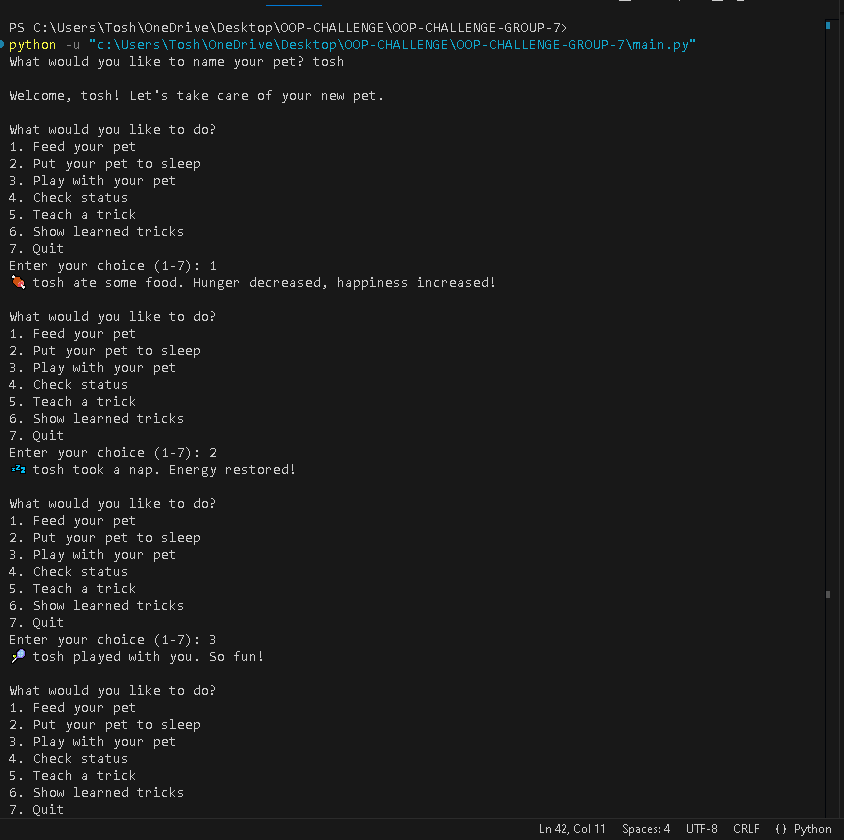 PS C:\Users\Tosh\OneDrive\Desktop\OOP-CHALLENGE\OOP-CHALLENGE-GROUP-7>
python -u "c:\Users\Tosh\OneDrive\Desktop\OOP-CHALLENGE\OOP-CHALLENGE-GROUP-7\main.py"
What would you like to name your pet? tosh
Welcome, tosh! Let's take care of your new pet.
What would you like to do?
1. Feed your pet
2. Put your pet to sleep
3. Play with your pet
4. Check status
5. Teach a trick
6. Show learned tricks
7. Quit
Enter your choice (1-7): 1
🍖 tosh ate some food. Hunger decreased, happiness increased!
What would you like to do?
1. Feed your pet
2. Put your pet to sleep
3. Play with your pet
4. Check status
5. Teach a trick
6. Show learned tricks
7. Quit
Enter your choice (1-7): 2
💤 tosh took a nap. Energy restored!
What would you like to do?
1. Feed your pet
2. Put your pet to sleep
3. Play with your pet
4. Check status
5. Teach a trick
6. Show learned tricks
7. Quit
Enter your choice (1-7): 3
tosh played with you. So fun!
What would you like to do?
1. Feed your pet
2. Put your pet to sleep
3. Play with your pet
4. Check status
5. Teach a trick
6. Show learned tricks
7. Quit
Ln 42, Col 11 Spaces: 4 UTF-8 CRLF {} Python